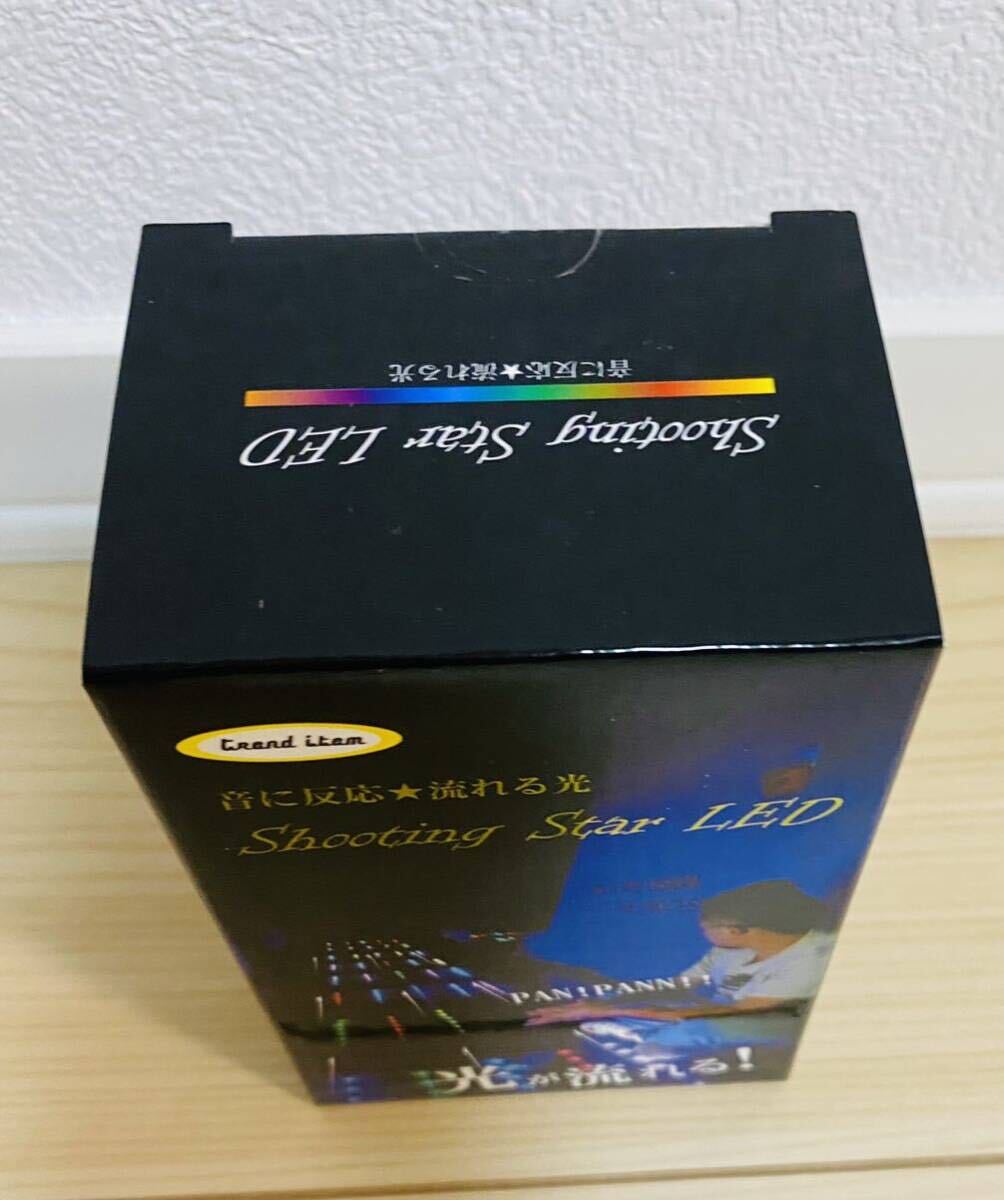 Shooting Star LED
音に反応★流れる光
trend item
音に反応★流れる光
Shooting Star LED
PAN!PANN!!
光が流れる!